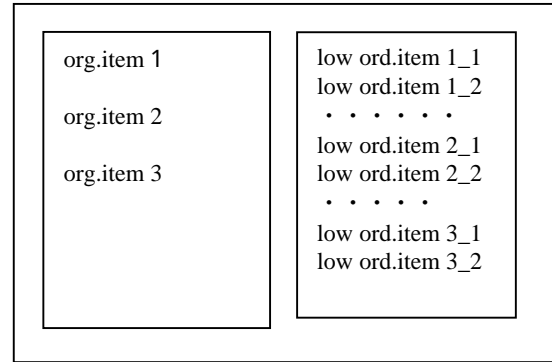 org.item 1
org.item 2
org.item 3
low ord.item 1_1
low ord.item 1_2
・ ・ ・ ・ ・ ・
low ord.item 2_1
low ord.item 2_2
・ ・ ・ ・ ・
low ord.item 3_1
low ord.item 3_2